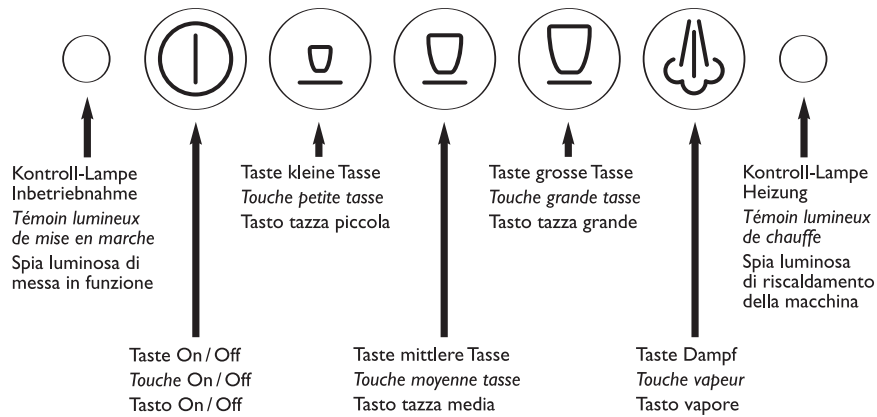 Kontroll-Lampe
Inbetriebnahme
Témoin lumineux
de mise en marche
Spia luminosa di
messa in funzione
Taste On / Off
Touche On / Off
Tasto On / Off
Taste kleine Tasse
Touche petite tasse
Tasto tazza piccola
Taste mittlere Tasse
Touche moyenne tasse
Tasto tazza media
Taste grosse Tasse
Touche grande tasse
Tasto tazza grande
Taste Dampf
Touche vapeur
Tasto vapore
Kontroll-Lampe
Heizung
Témoin lumineux
de chauffe
Spia luminosa
di riscaldamento
della macchina